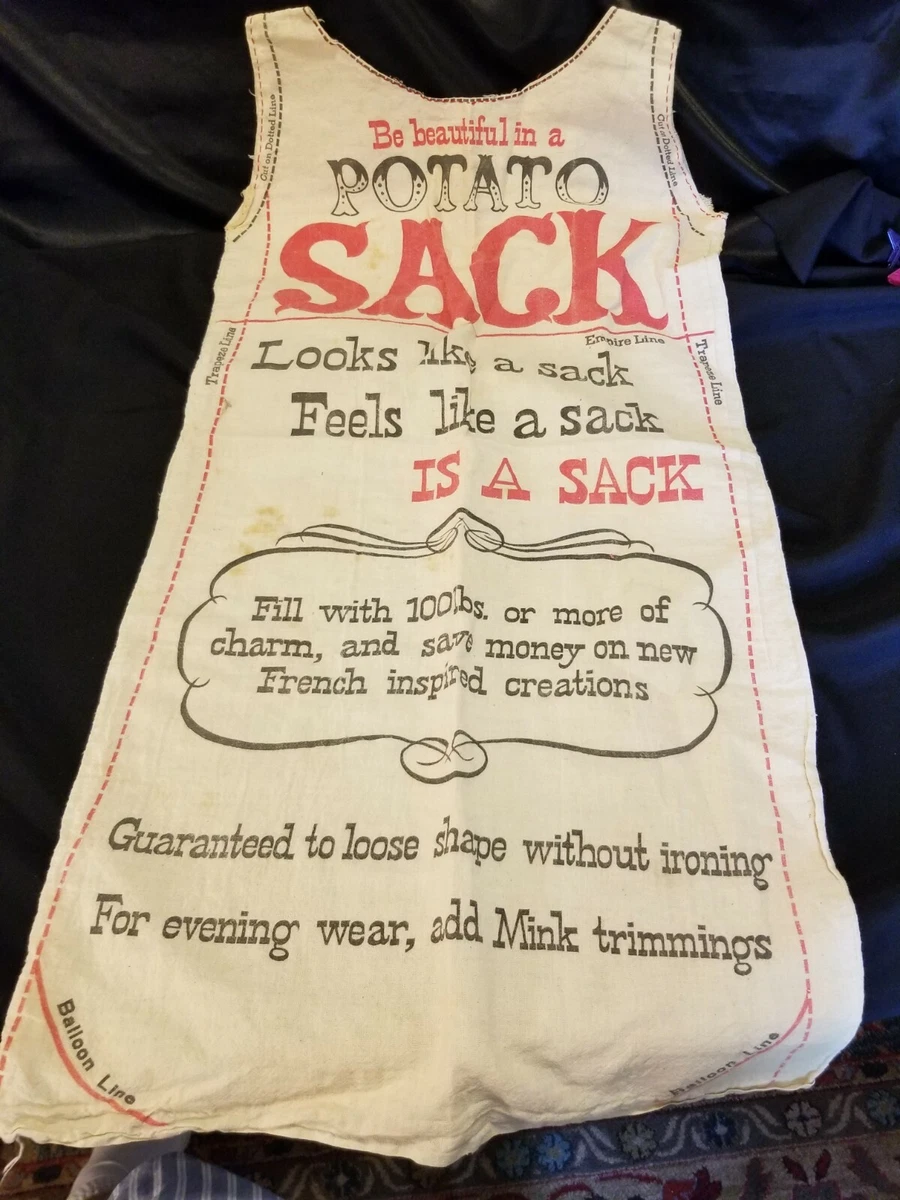 Cut on Dotted Line
Cut on Dotted Line
Be beautiful in a
POTATO
SACK
Empire Line
Trapeze Line
Trapeze Line
Looks like a sack
Feels like a sack
IS A SACK
Fill with 100lbs. or more of
charm, and save money on new
French inspired creations
Guaranteed to loose shape without ironing
For evening wear, add Mink trimmings
Balloon Line
Balloon Line